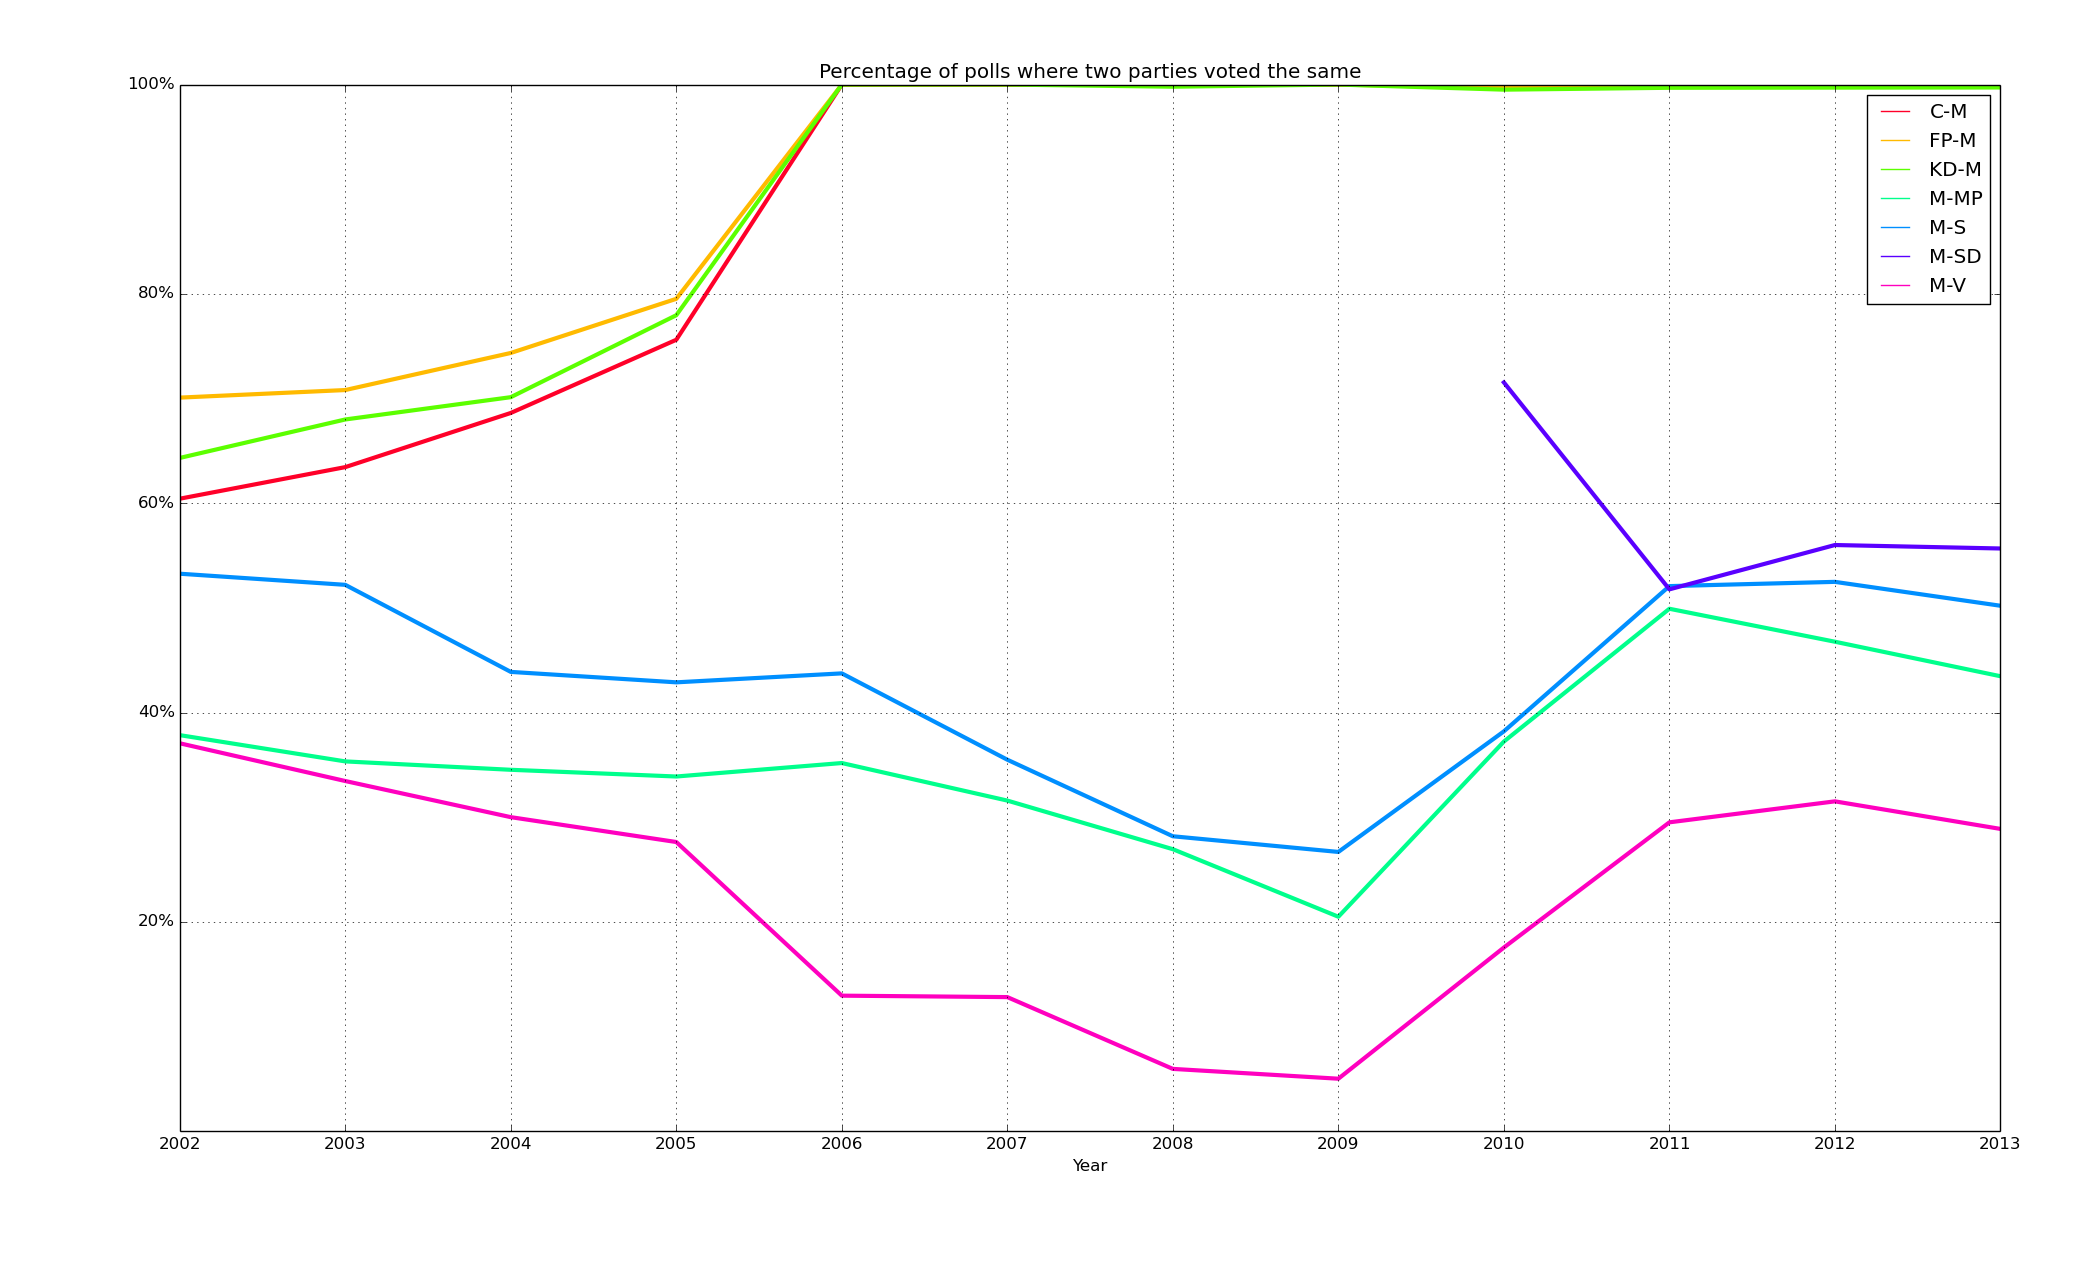 Percentage of polls where two parties voted the same
100%
80%
60%
40%
20%
C-M
FP-M
KD-M
M-MP
M-S
M-SD
M-V
2002 2003 2004 2005 2006 2007 2008 2009 2010 2011 2012 2013
Year